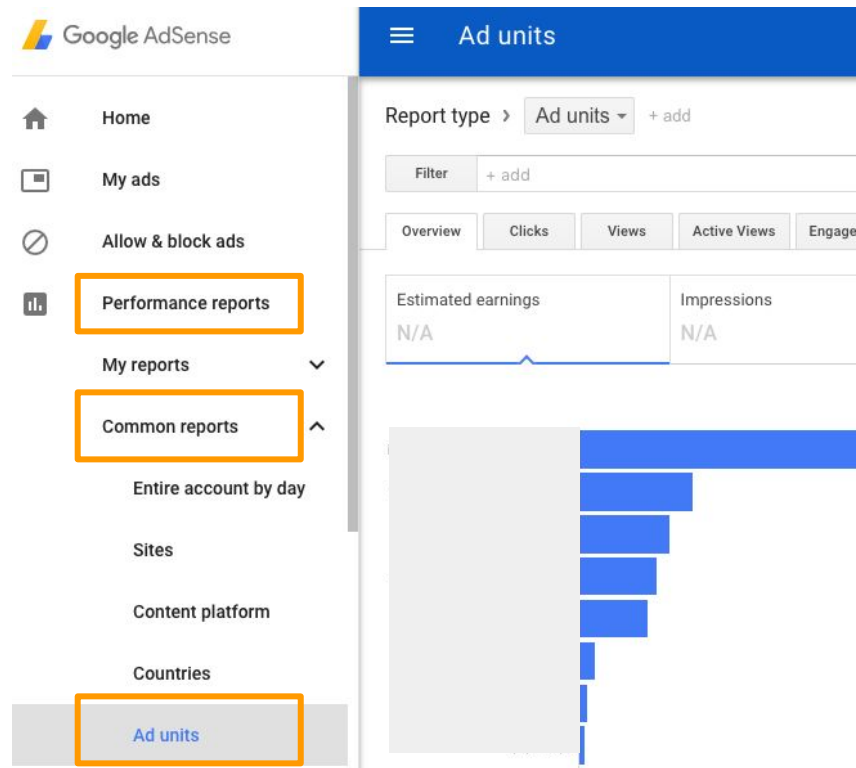 Google AdSense
Home
My ads
Allow & block ads
Performance reports
My reports
Common reports
Entire account by day
Sites
Content platform
Countries
Ad units
Ad units
Report type › Ad units + add
Filter + add
Overview Clicks Views Active Views Engage
Estimated earnings Impressions
N/A N/A